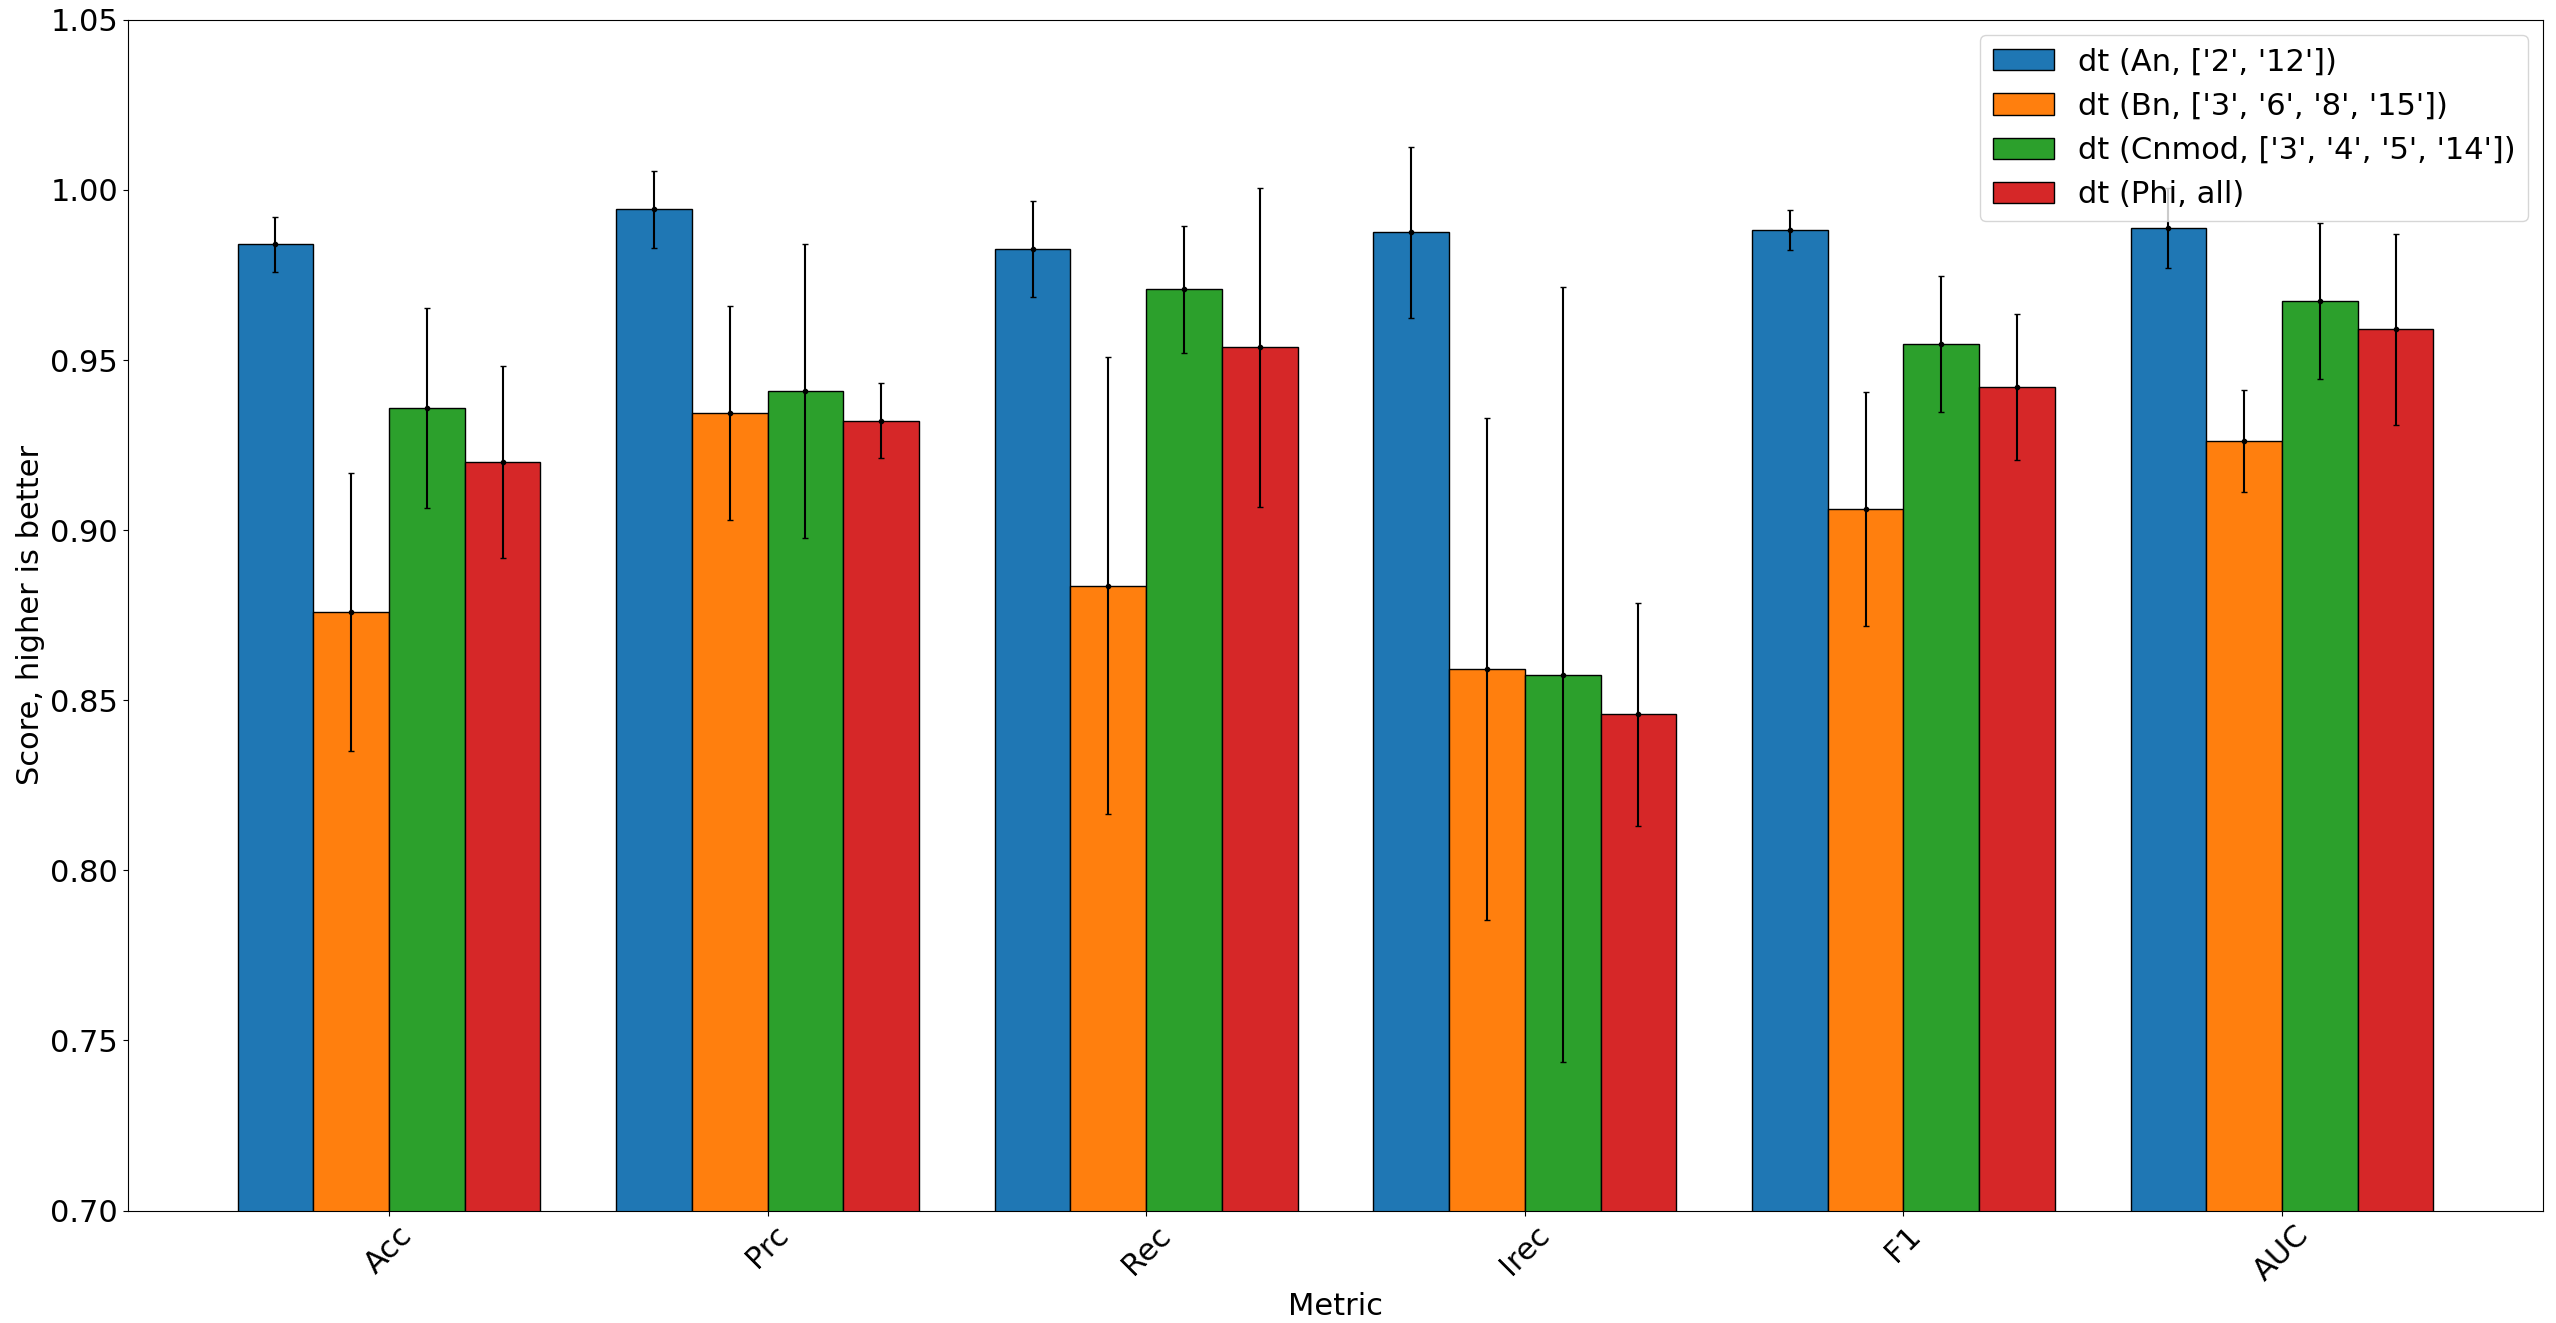 1.05
1.00
0.95
0.90
0.85
0.80
0.75
0.70
Score, higher is better
dt (An, ['2', '12'])
dt (Bn, ['3', '6', '8', '15'])
dt (Cnmod, ['3', '4', '5', '14'])
dt (Phi, all)
Acc
Prc
Rec
Irec
F1
AUC
Metric